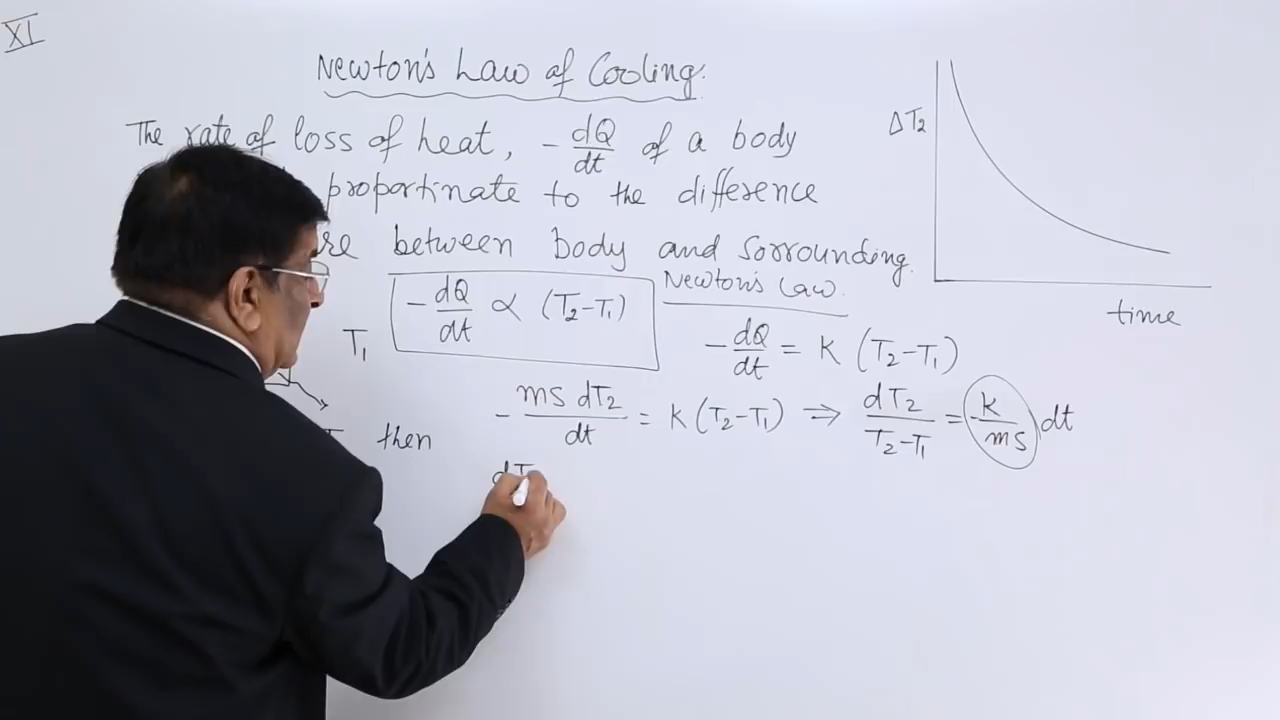 XI
Newton's Law of Cooling.
The rate of loss of heat, - dQ/dt of a body
proportinate to the difference
between body and sorrounding.
- dQ/dt ∝ (T₂-T₁)
Newton's Law.
T₁
- dQ/dt = K (T₂-T₁)
then
- ms dT₂/dt = K (T₂-T₁) ⇒ dT₂/T₂-T₁ = - K/ms dt
dT
ΔT₂
time